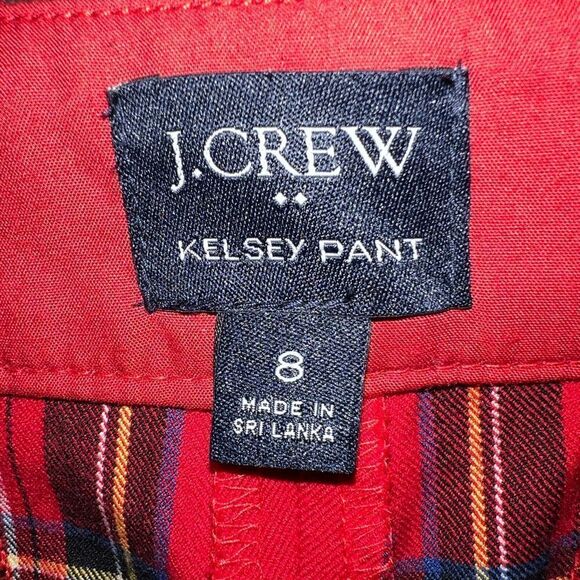 J.CREW
KELSEY PANT
8
MADE IN
SRI LANKA